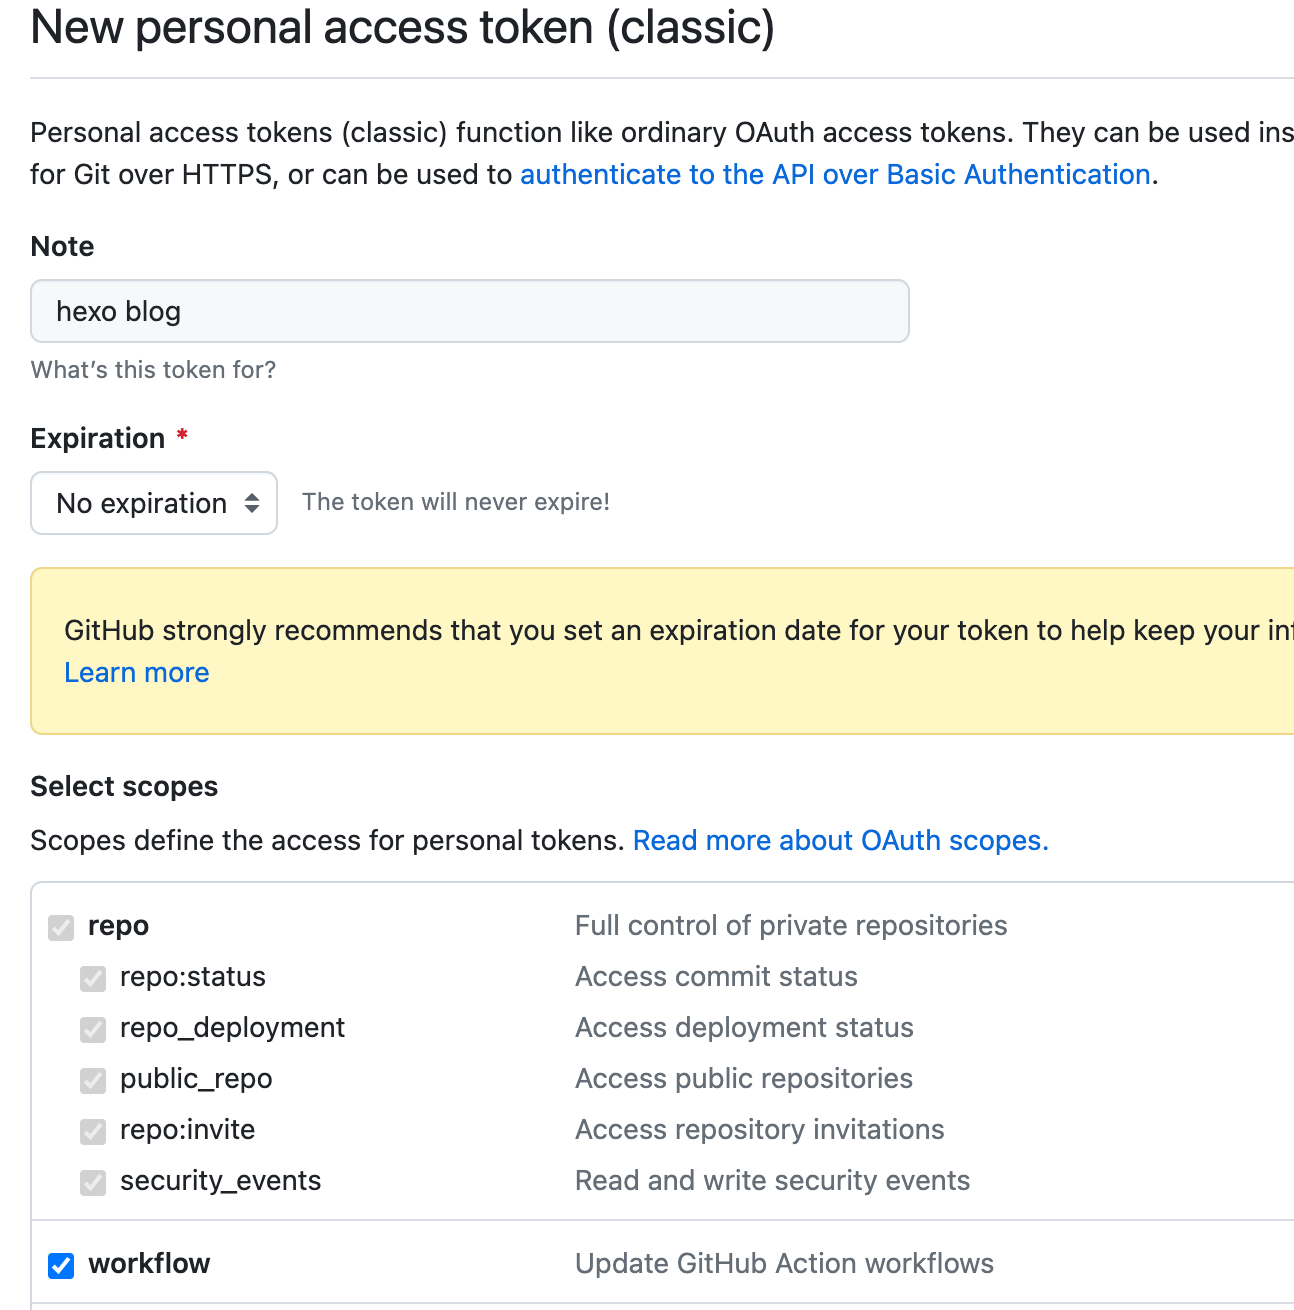 New personal access token (classic)
Personal access tokens (classic) function like ordinary OAuth access tokens. They can be used ins
for Git over HTTPS, or can be used to authenticate to the API over Basic Authentication.
Note
hexo blog
What's this token for?
Expiration *
No expiration The token will never expire!
GitHub strongly recommends that you set an expiration date for your token to help keep your inf
Learn more
Select scopes
Scopes define the access for personal tokens. Read more about OAuth scopes.
repo Full control of private repositories
repo:status Access commit status
repo_deployment Access deployment status
public_repo Access public repositories
repo:invite Access repository invitations
security_events Read and write security events
workflow Update GitHub Action workflows